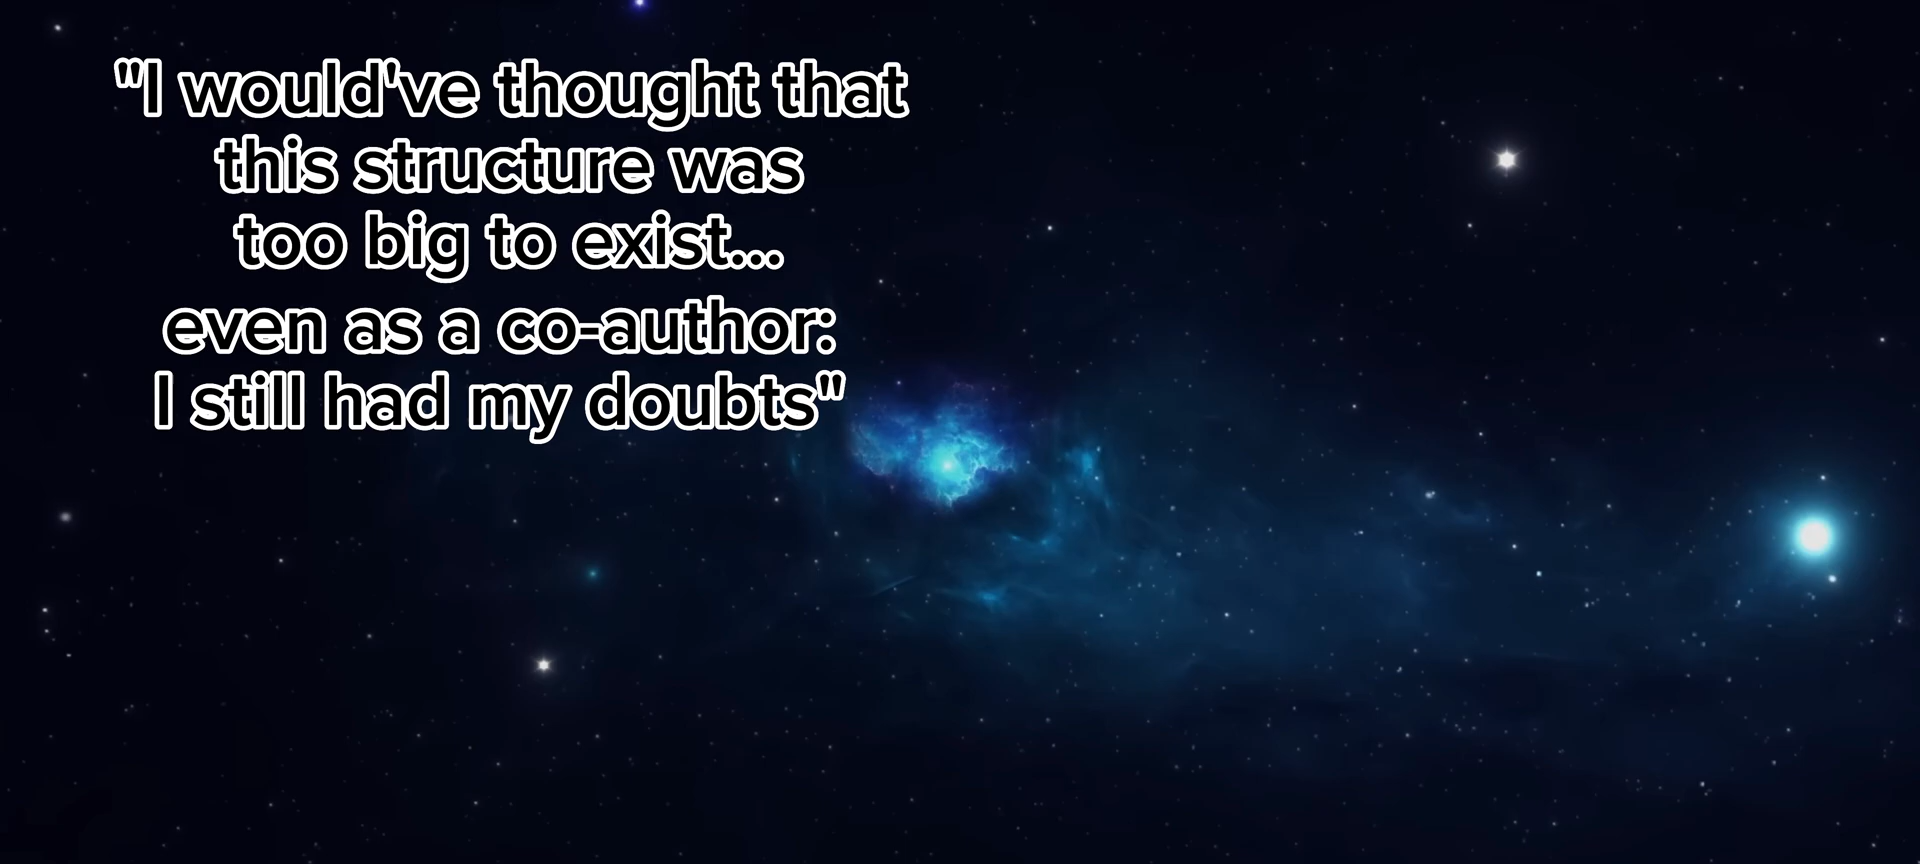 "I would've thought that
this structure was
too big to exist...
even as a co-author:
I still had my doubts"